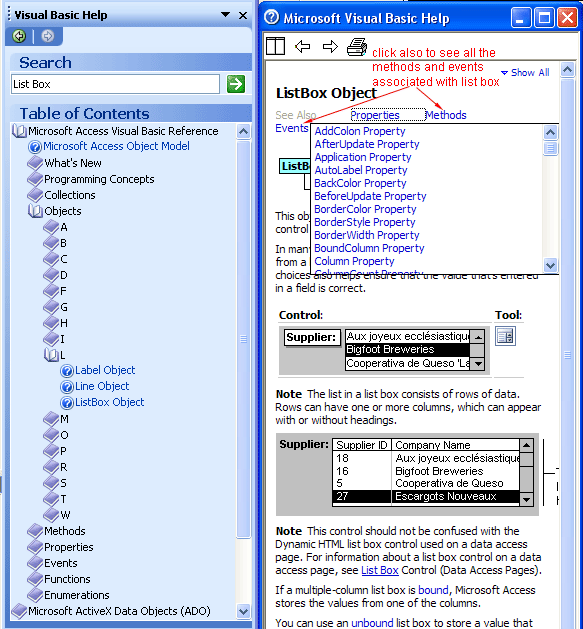 Visual Basic Help
Search
List Box
Table of Contents
Microsoft Access Visual Basic Reference
Microsoft Access Object Model
What's New
Programming Concepts
Collections
Objects
A
B
C
D
F
G
H
I
L
Label Object
Line Object
ListBox Object
M
O
P
R
S
T
W
Methods
Properties
Events
Functions
Enumerations
Microsoft ActiveX Data Objects (ADO)
Microsoft Visual Basic Help
click also to see all the
methods and events
associated with list box
Show All
ListBox Object
See Also Properties Methods
Events
AddColon Property
AfterUpdate Property
Application Property
AutoLabel Property
BackColor Property
BeforeUpdate Property
BorderColor Property
BorderStyle Property
BorderWidth Property
BoundColumn Property
Column Property
ColumnCount Property
ListBo
This obj
control
In many
from a
choices also helps ensure that the value that's entered
in a field is correct.
Control: Tool:
Supplier: Aux joyeux ecclésiastique
Bigfoot Breweries
Cooperativa de Queso 'La
Note The list in a list box consists of rows of data.
Rows can have one or more columns, which can appear
with or without headings.
Supplier: Supplier ID Company Name
18 Aux joyeux ecclésiastique
16 Bigfoot Breweries
5 Cooperativa de Queso
27 Escargots Nouveaux
Note This control should not be confused with the
Dynamic HTML list box control used on a data access
page. For information about a list box control on a data
access page, see List Box Control (Data Access Pages).
If a multiple-column list box is bound, Microsoft Access
stores the values from one of the columns.
You can use an unbound list box to store a value that